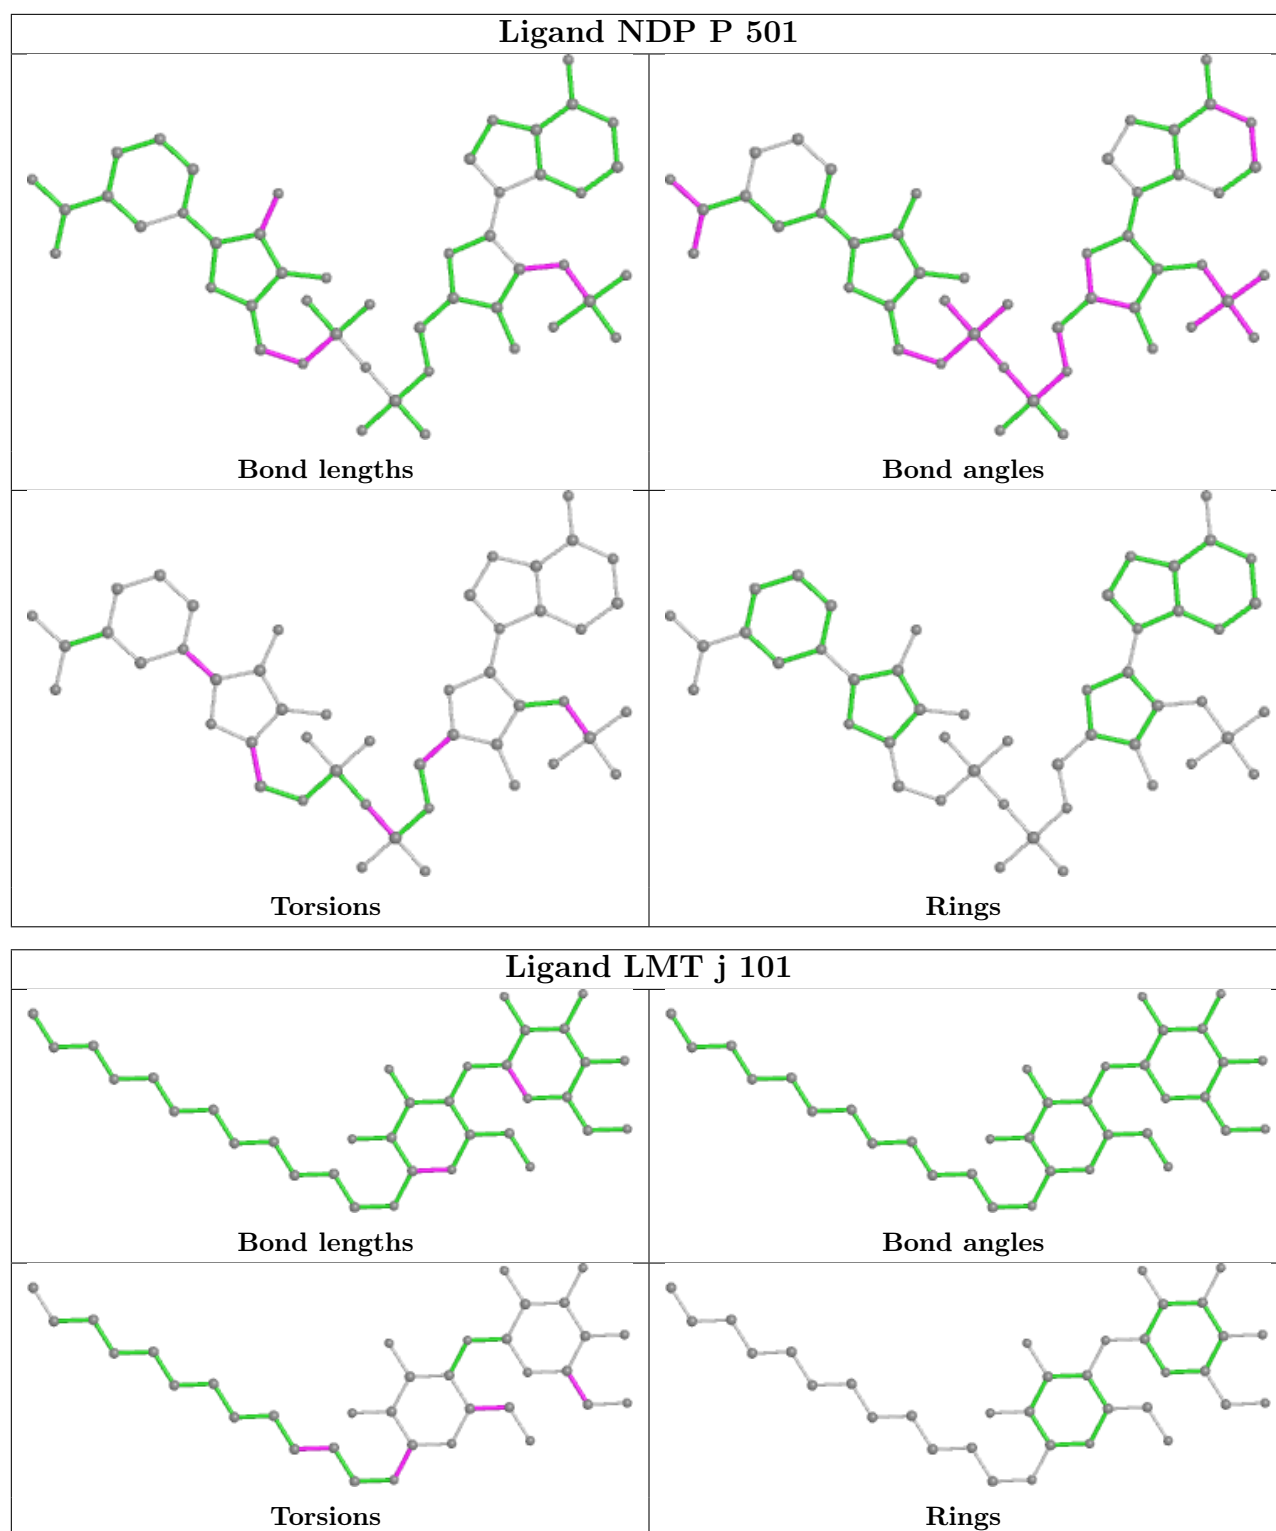 Ligand NDP P 501
Bond lengths
Bond angles
Torsions
Rings
Ligand LMT j 101
Bond lengths
Bond angles
Torsions
Rings